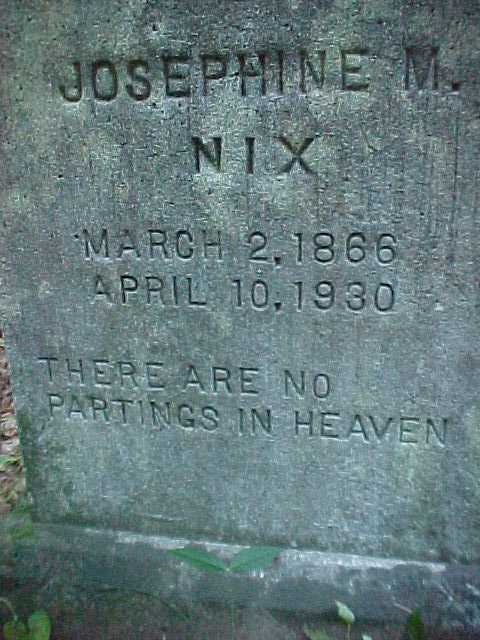 JOSEPHINE M.
NIX
MARCH 2, 1866
APRIL 10, 1930
THERE ARE NO
PARTINGS IN HEAVEN